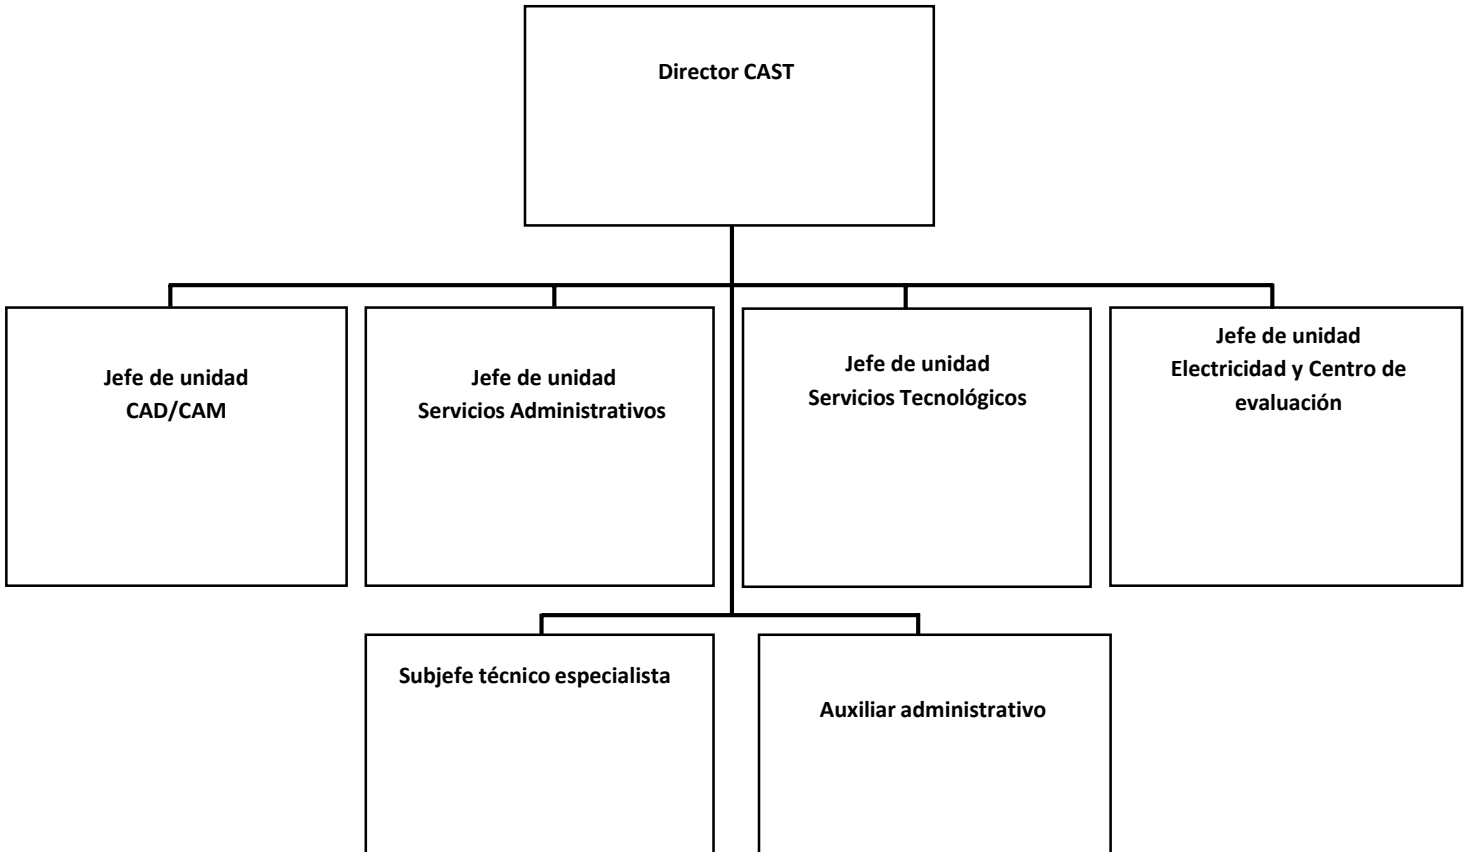 Director CAST
Jefe de unidad
CAD/CAM
Jefe de unidad
Servicios Administrativos
Jefe de unidad
Servicios Tecnológicos
Jefe de unidad
Electricidad y Centro de
evaluación
Subjefe técnico especialista
Auxiliar administrativo